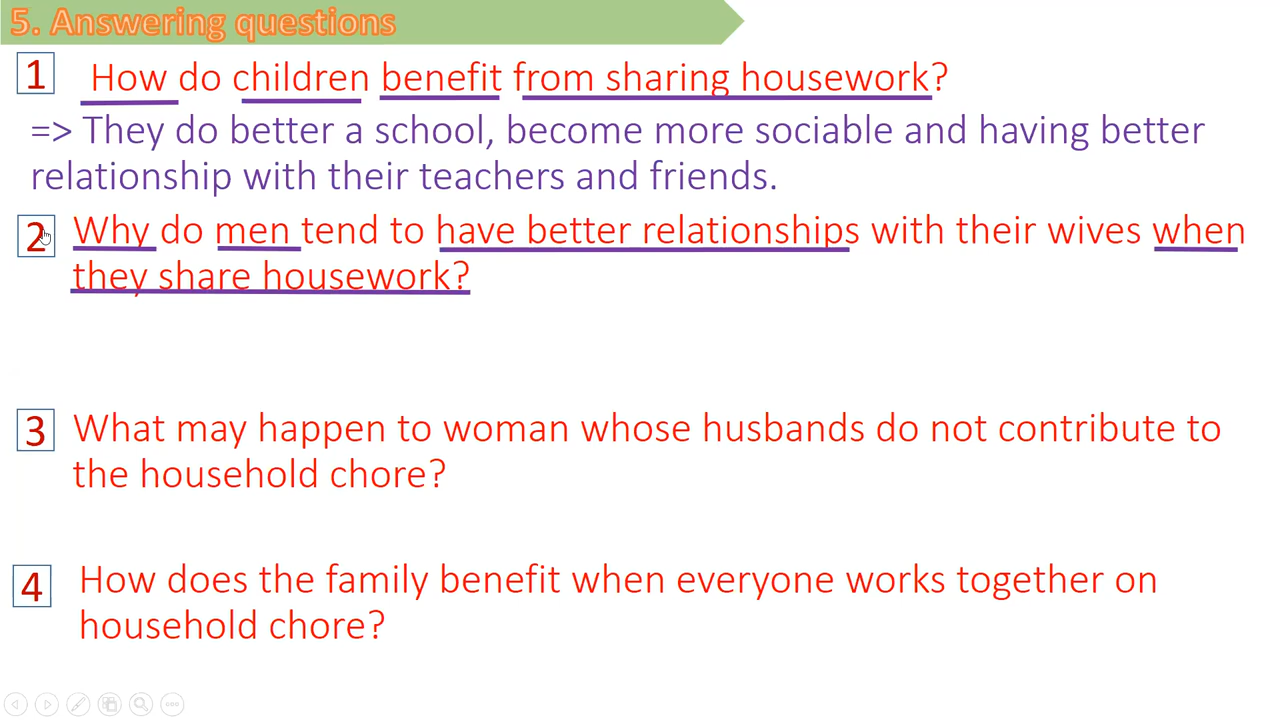 5. Answering questions
1 How do children benefit from sharing housework?
=> They do better a school, become more sociable and having better
relationship with their teachers and friends.
2 Why do men tend to have better relationships with their wives when
they share housework?
3 What may happen to woman whose husbands do not contribute to
the household chore?
4 How does the family benefit when everyone works together on
household chore?